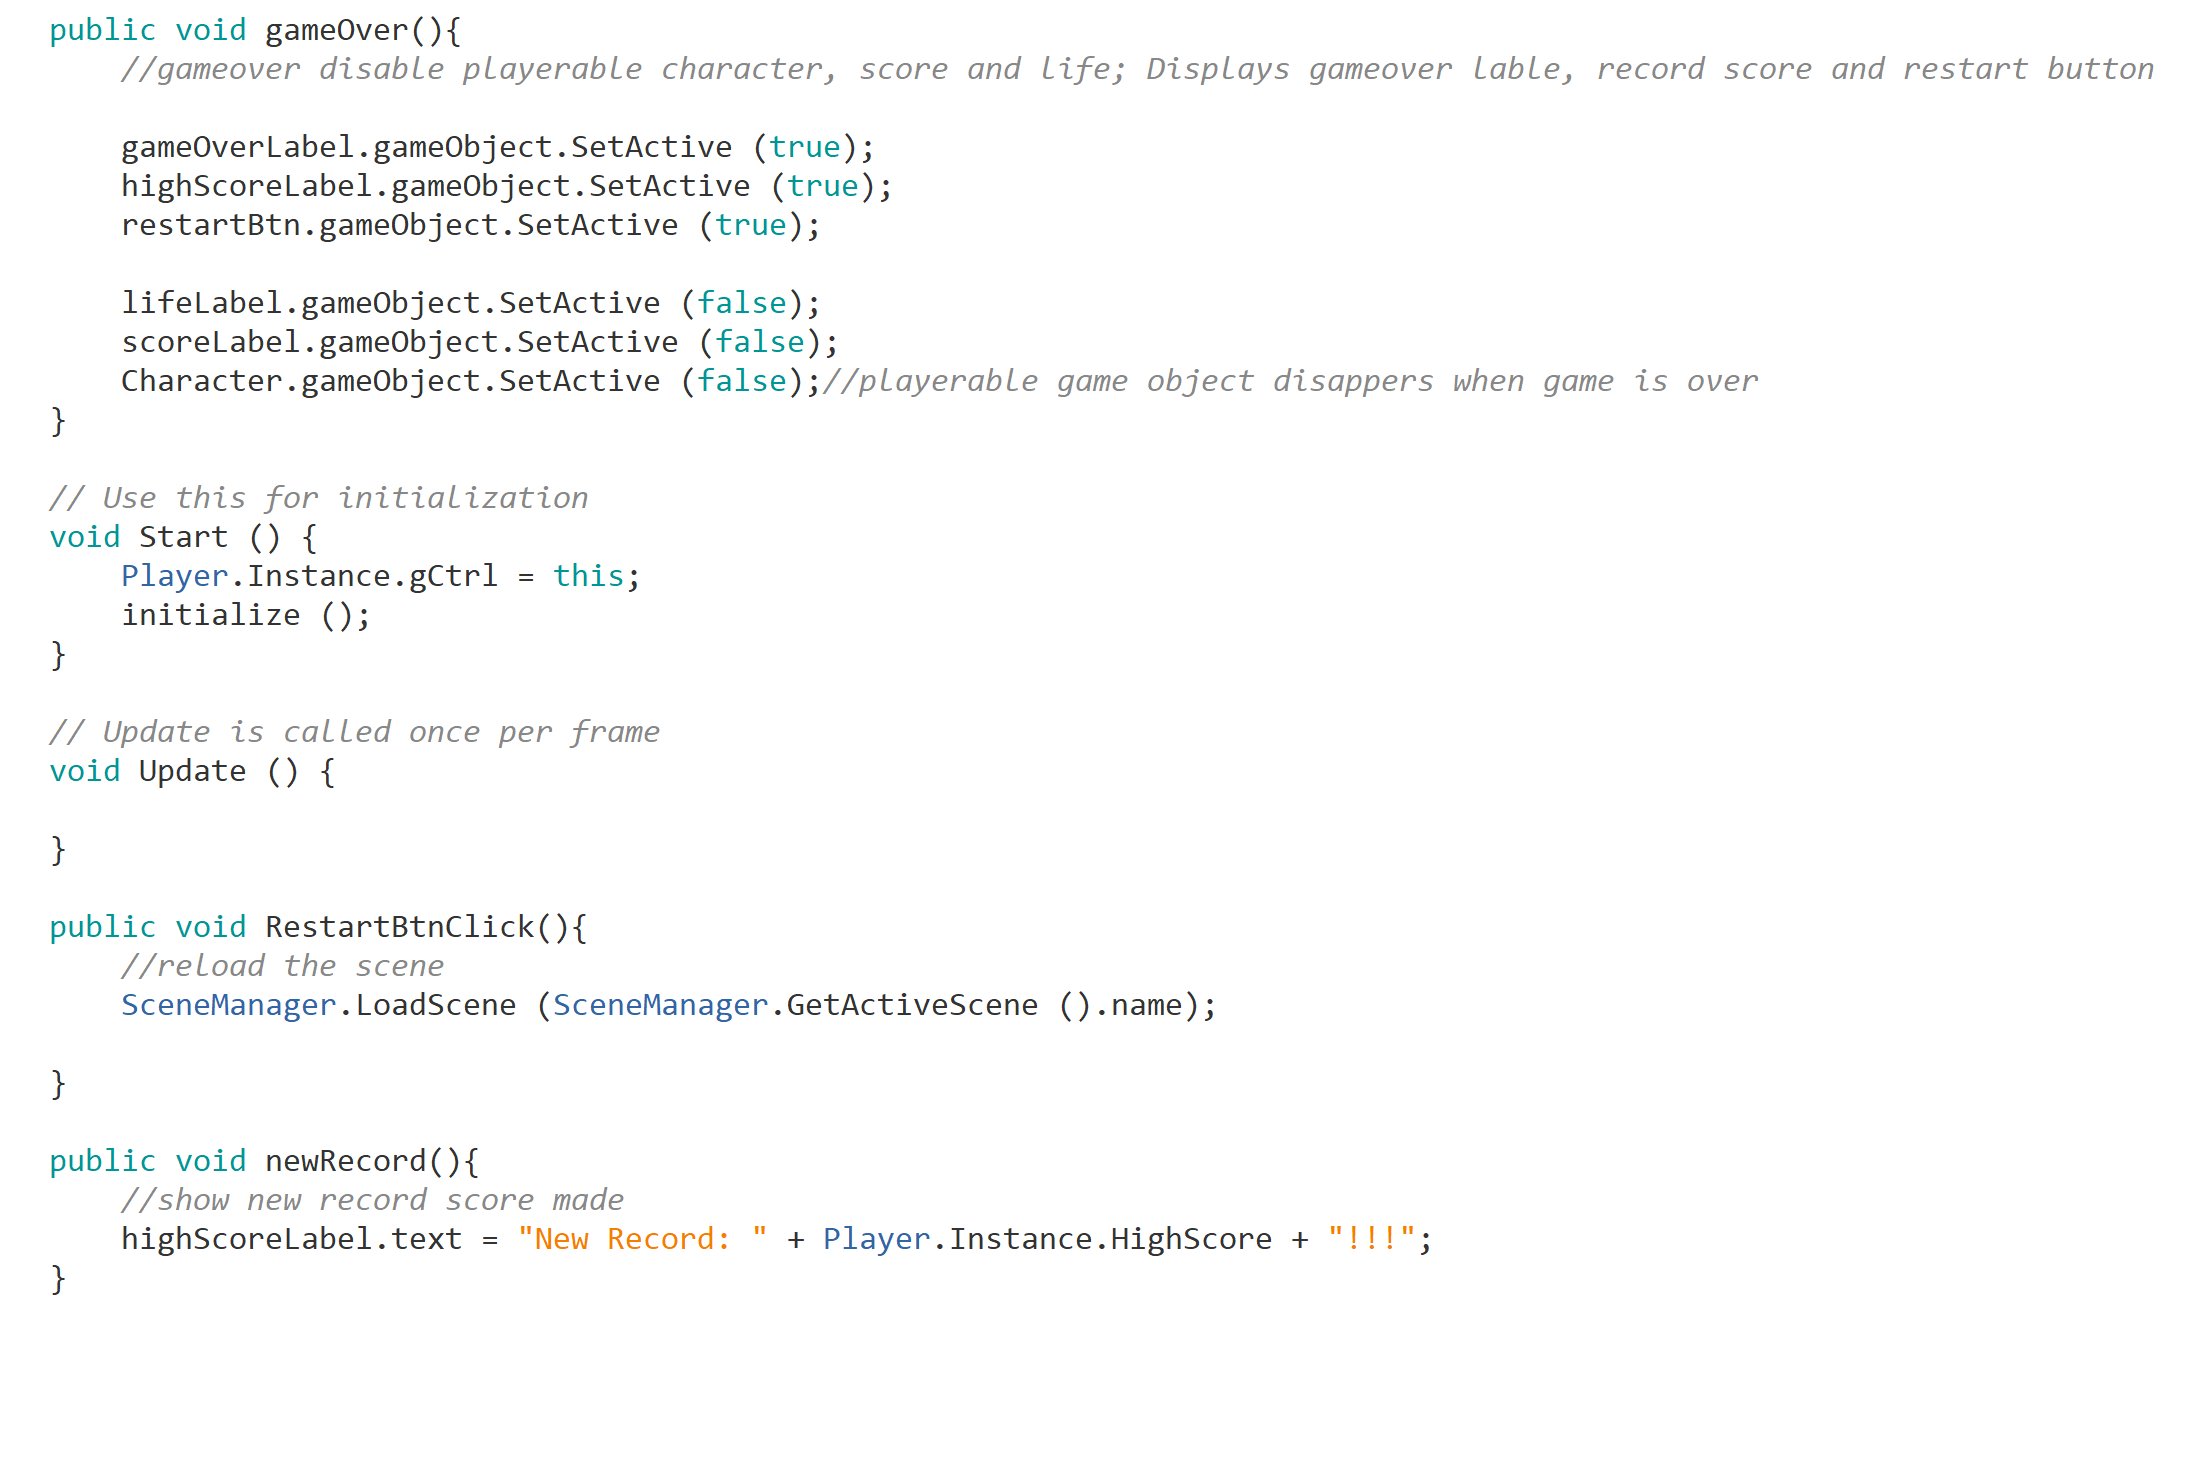 public void gameOver(){
//gameover disable playerable character, score and life; Displays gameover lable, record score and restart button
gameOverLabel.gameObject.SetActive (true);
highScoreLabel.gameObject.SetActive (true);
restartBtn.gameObject.SetActive (true);
lifeLabel.gameObject.SetActive (false);
scoreLabel.gameObject.SetActive (false);
Character.gameObject.SetActive (false);//playerable game object disappers when game is over
}
// Use this for initialization
void Start () {
Player.Instance.gCtrl = this;
initialize ();
}
// Update is called once per frame
void Update () {
}
public void RestartBtnClick(){
//reload the scene
SceneManager.LoadScene (SceneManager.GetActiveScene ().name);
}
public void newRecord(){
//show new record score made
highScoreLabel.text = "New Record: " + Player.Instance.HighScore + "!!!";
}